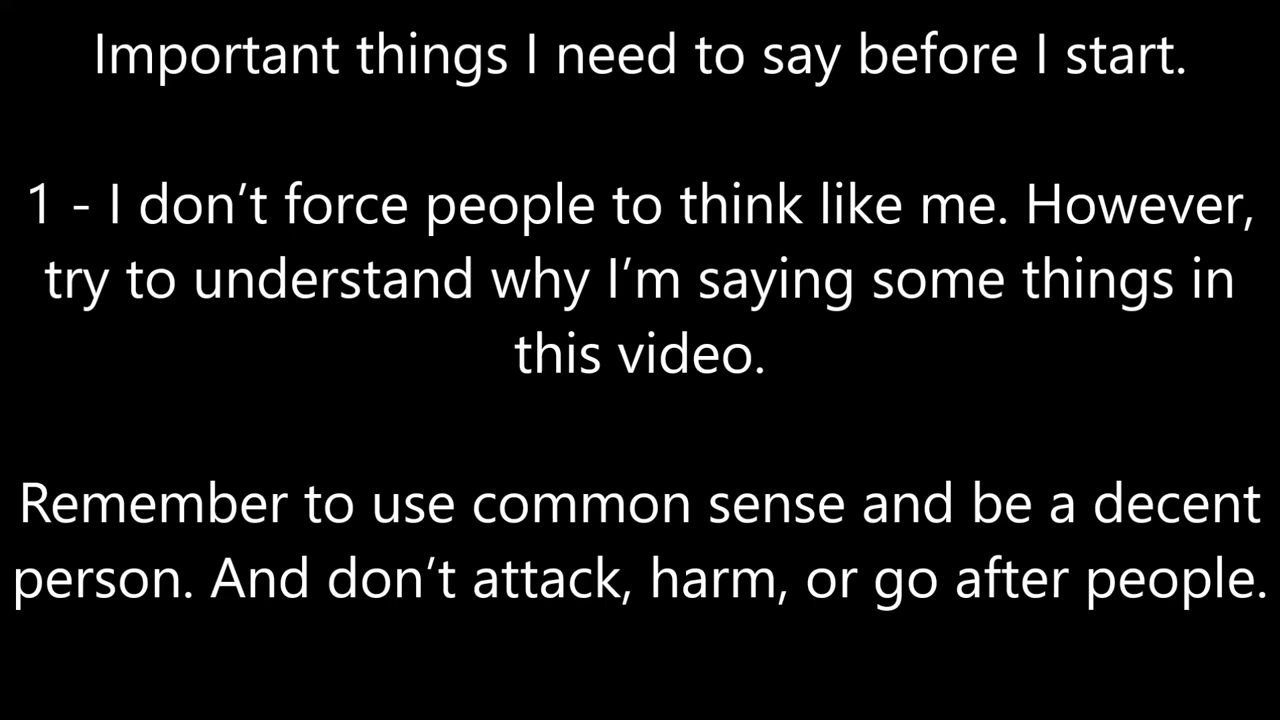 Important things I need to say before I start.
1 - I don’t force people to think like me. However,
try to understand why I’m saying some things in
this video.
Remember to use common sense and be a decent
person. And don’t attack, harm, or go after people.